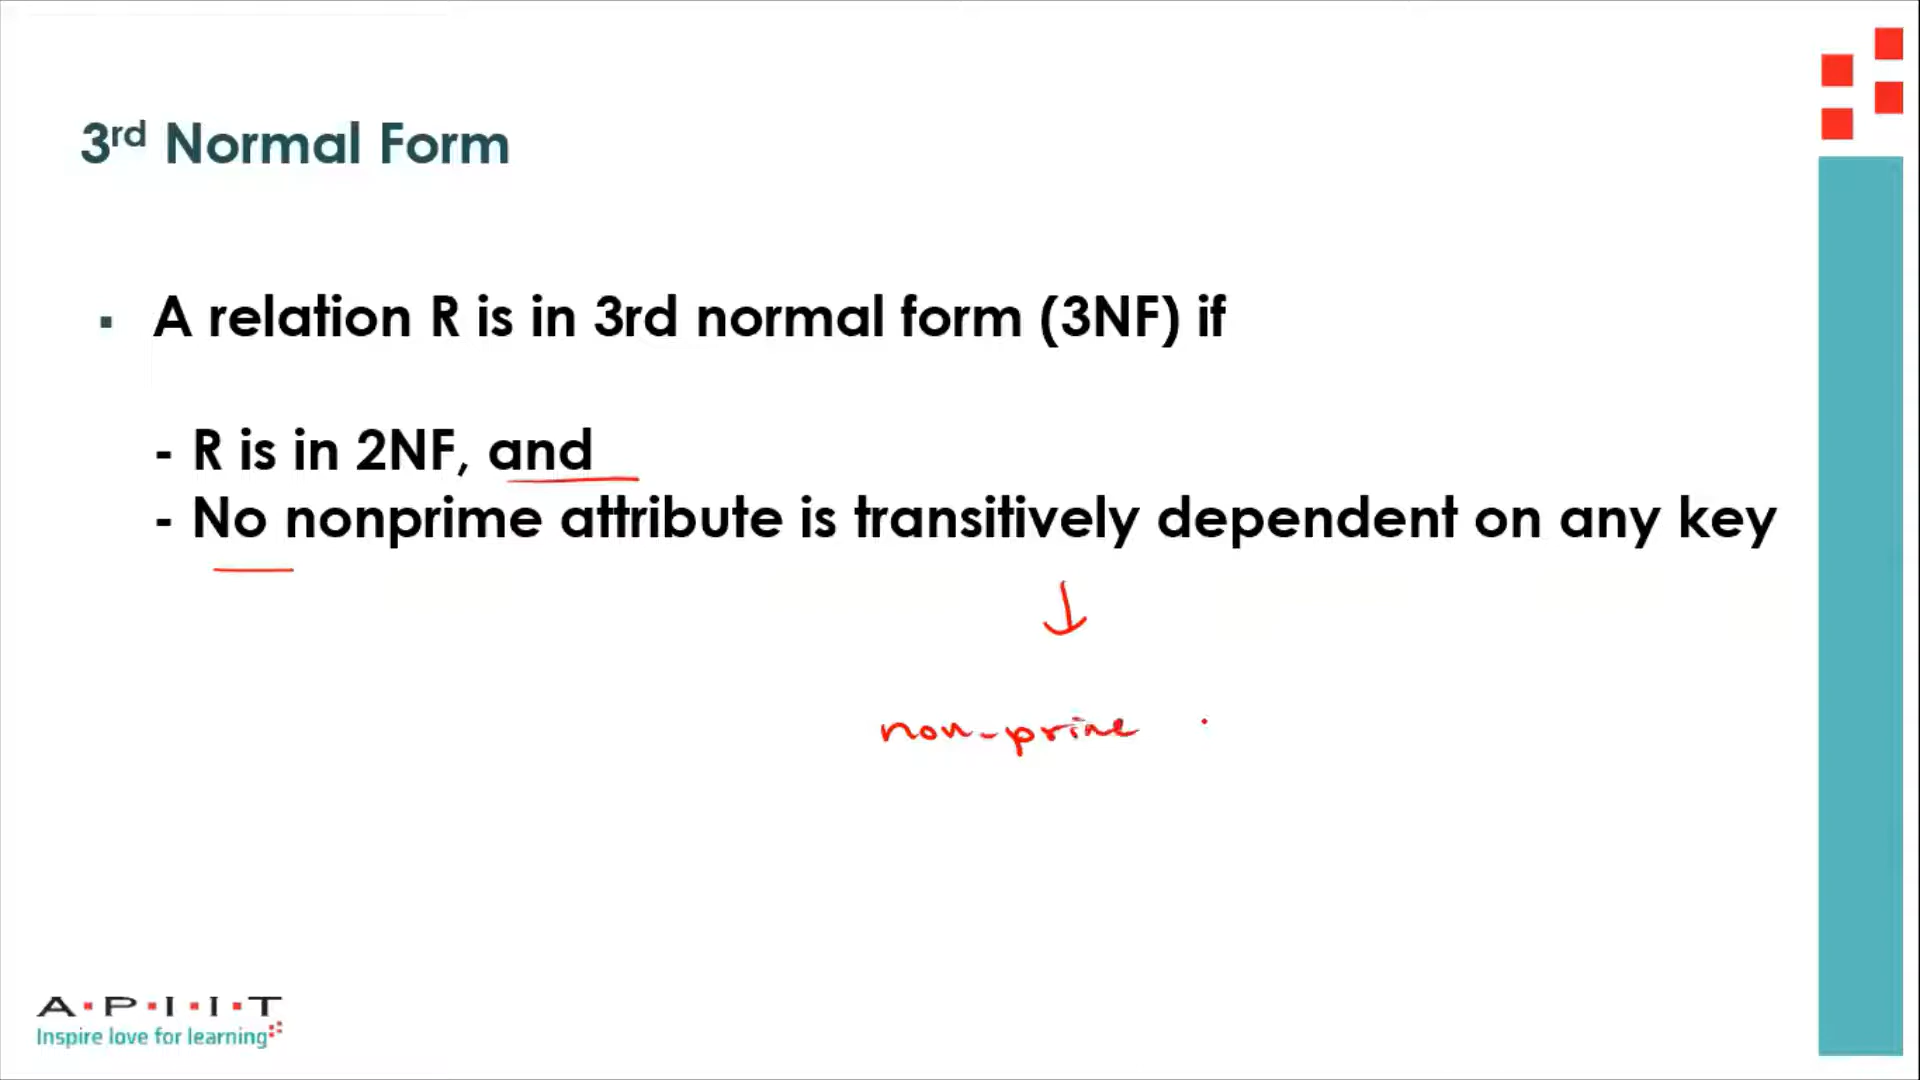 3rd Normal Form
▪ A relation R is in 3rd normal form (3NF) if
- R is in 2NF, and
- No nonprime attribute is transitively dependent on any key
non-prime
A·P·I·I·T
Inspire love for learning